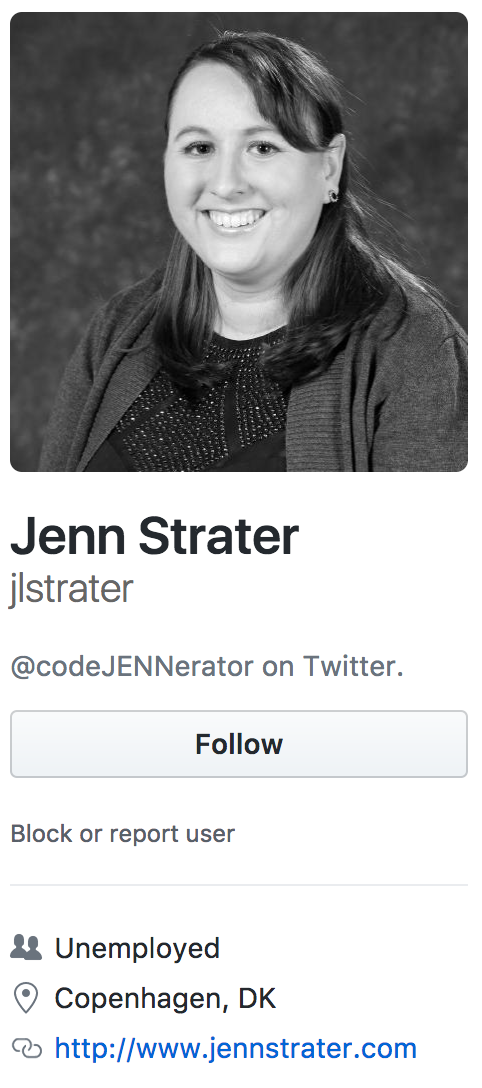 Jenn Strater
jlstrater
@codeJENNerator on Twitter.
Follow
Block or report user
Unemployed
Copenhagen, DK
http://www.jennstrater.com